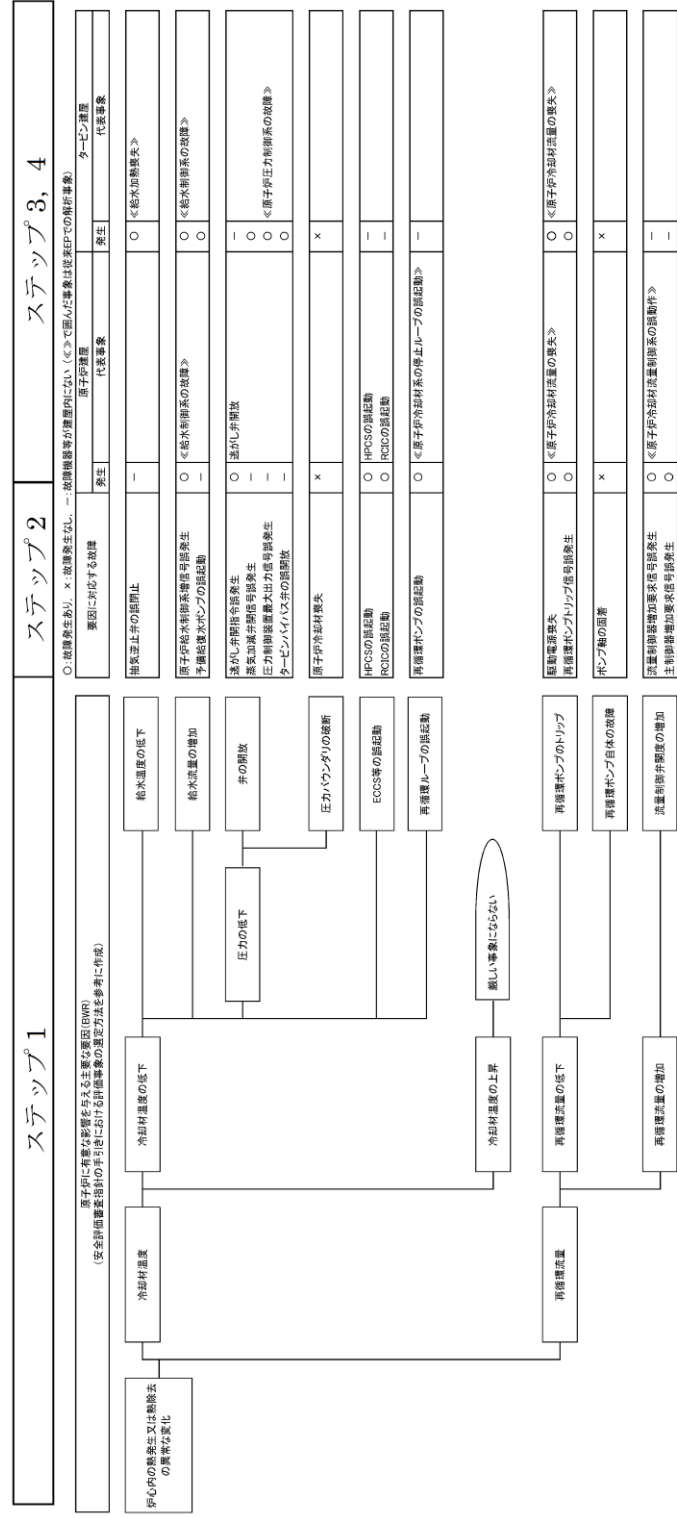 ステップ 1
ステップ 2
ステップ 3, 4
原子炉に有意な影響を与える主要な要因(BWR)
(安全評価審査指針の手引きにおける評価事象の選定方法を参考に作成)
○:故障発生あり, ×:故障発生なし, －:故障機器等が建屋内にない (≪≫で囲んだ事象は従来EPでの解析事象)
要因に対応する故障
原子炉建屋
タービン建屋
発生
代表事象
発生
代表事象
炉心内の熱発生又は熱除去
の異常な変化
冷却材温度
冷却材温度の低下
給水温度の低下
抽気逆止弁の誤閉止
－
○ ≪給水加熱喪失≫
給水流量の増加
原子炉給水制御系増信号誤発生
○ ≪給水制御系の故障≫
○ ≪給水制御系の故障≫
予備給復水ポンプの誤起動
－
○
圧力の低下
弁の開放
逃がし弁開指令誤発生
○ 逃がし弁開放
－
蒸気加減弁開信号誤発生
－
○
圧力制御装置最大出力信号誤発生
－
○ ≪原子炉圧力制御系の故障≫
タービンバイパス弁の誤開放
－
○
圧力バウンダリの破断
原子炉冷却材喪失
×
×
ECCS等の誤起動
HPCSの誤起動
○ HPCSの誤起動
－
RCICの誤起動
○ RCICの誤起動
－
再循環ループの誤起動
再循環ポンプの誤起動
○ ≪原子炉冷却材系の停止ループの誤起動≫
－
冷却材温度の上昇
厳しい事象にならない
再循環流量
再循環流量の低下
再循環ポンプのトリップ
駆動電源喪失
○ ≪原子炉冷却材流量の喪失≫
○ ≪原子炉冷却材流量の喪失≫
再循環ポンプトリップ信号誤発生
○
○
再循環ポンプ自体の故障
ポンプ軸の固着
×
×
再循環流量の増加
流量制御弁開度の増加
流量制御器増加要求信号誤発生
○ ≪原子炉冷却材流量制御系の誤動作≫
－
主制御器増加要求信号誤発生
○
－